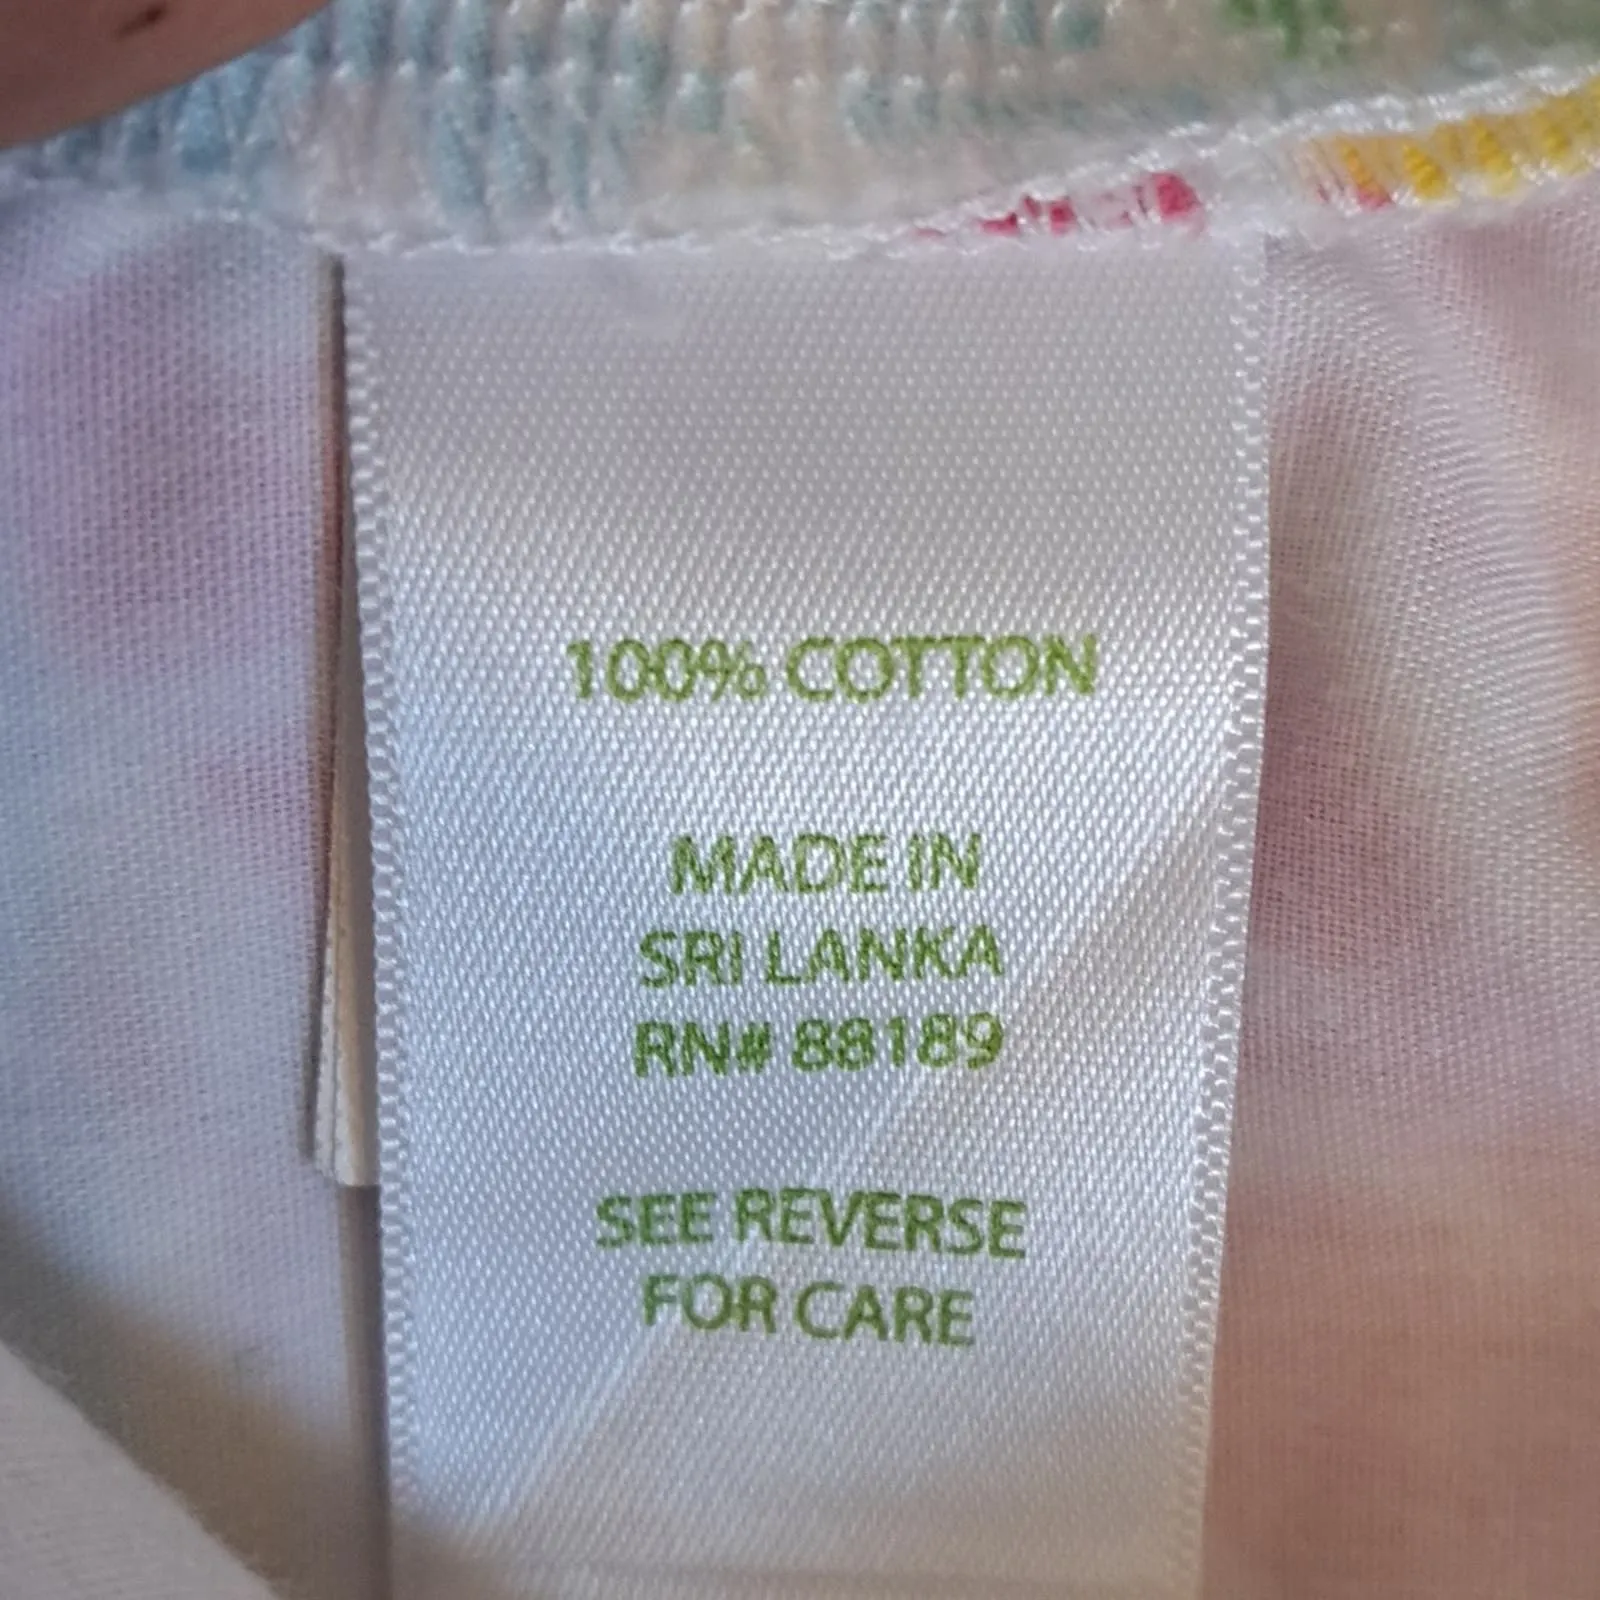 100% COTTON
MADE IN
SRI LANKA
RN# 88189
SEE REVERSE
FOR CARE